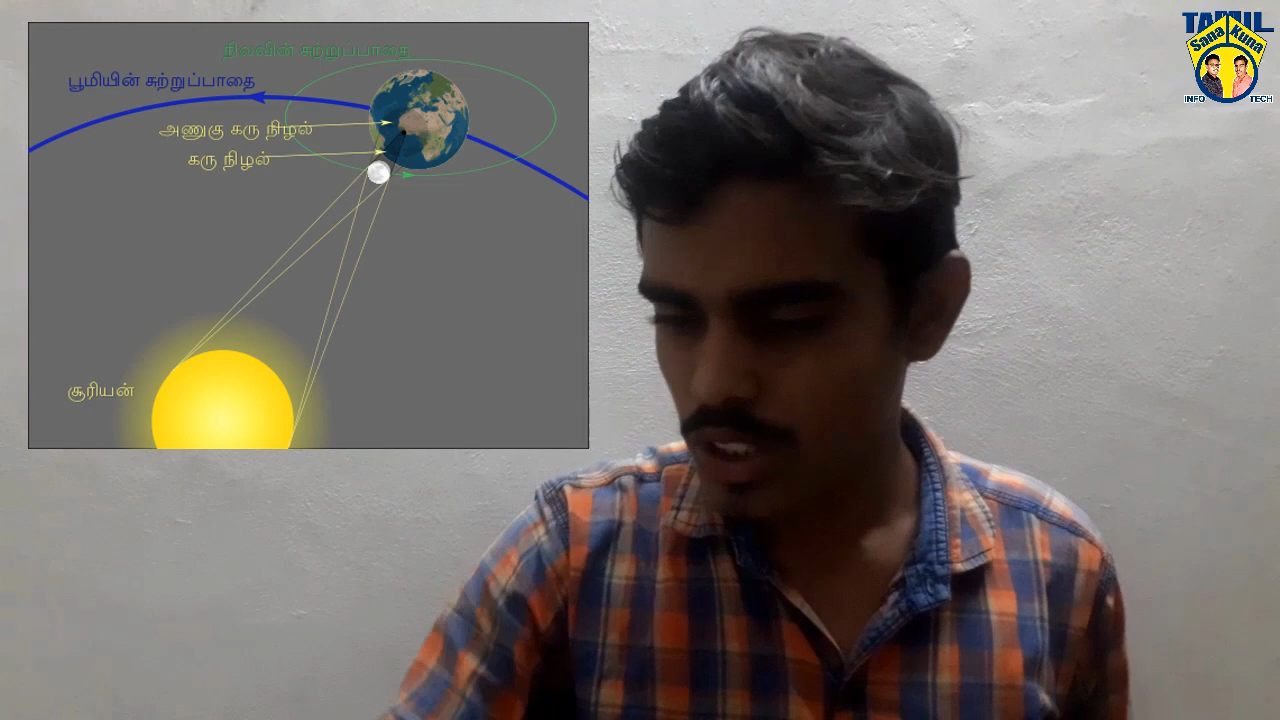 நிலவின் சுற்றுப்பாதை
பூமியின் சுற்றுப்பாதை
அணுகு கரு நிழல்
கரு நிழல்
சூரியன்
TAMIL
Sana Kuna
INFO TECH